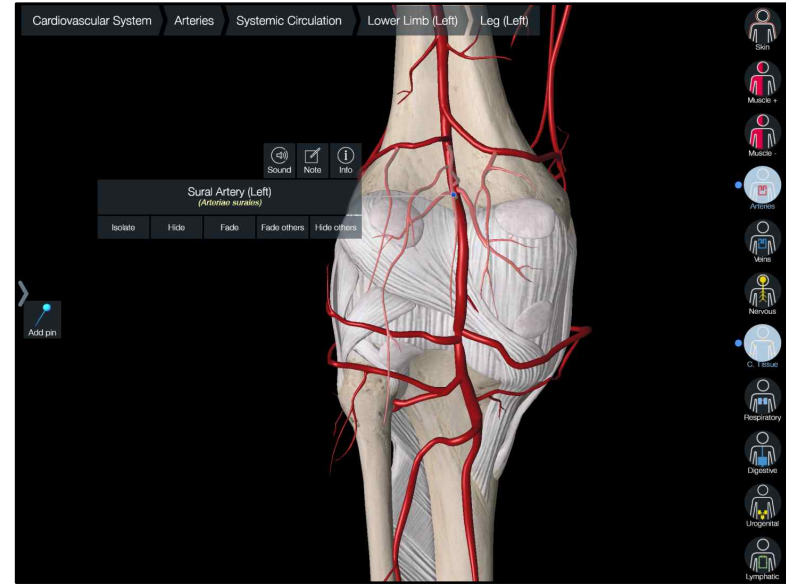 Cardiovascular System Arteries Systemic Circulation Lower Limb (Left) Leg (Left)
Skin
Muscle +
Muscle -
Sound Note Info
Sural Artery (Left)
(Arteriae surales)
Isolate Hide Fade Fade others Hide others
Arteries
Veins
Nervous
Add pin
C. Tissue
Respiratory
Digestive
Urogenital
Lymphatic